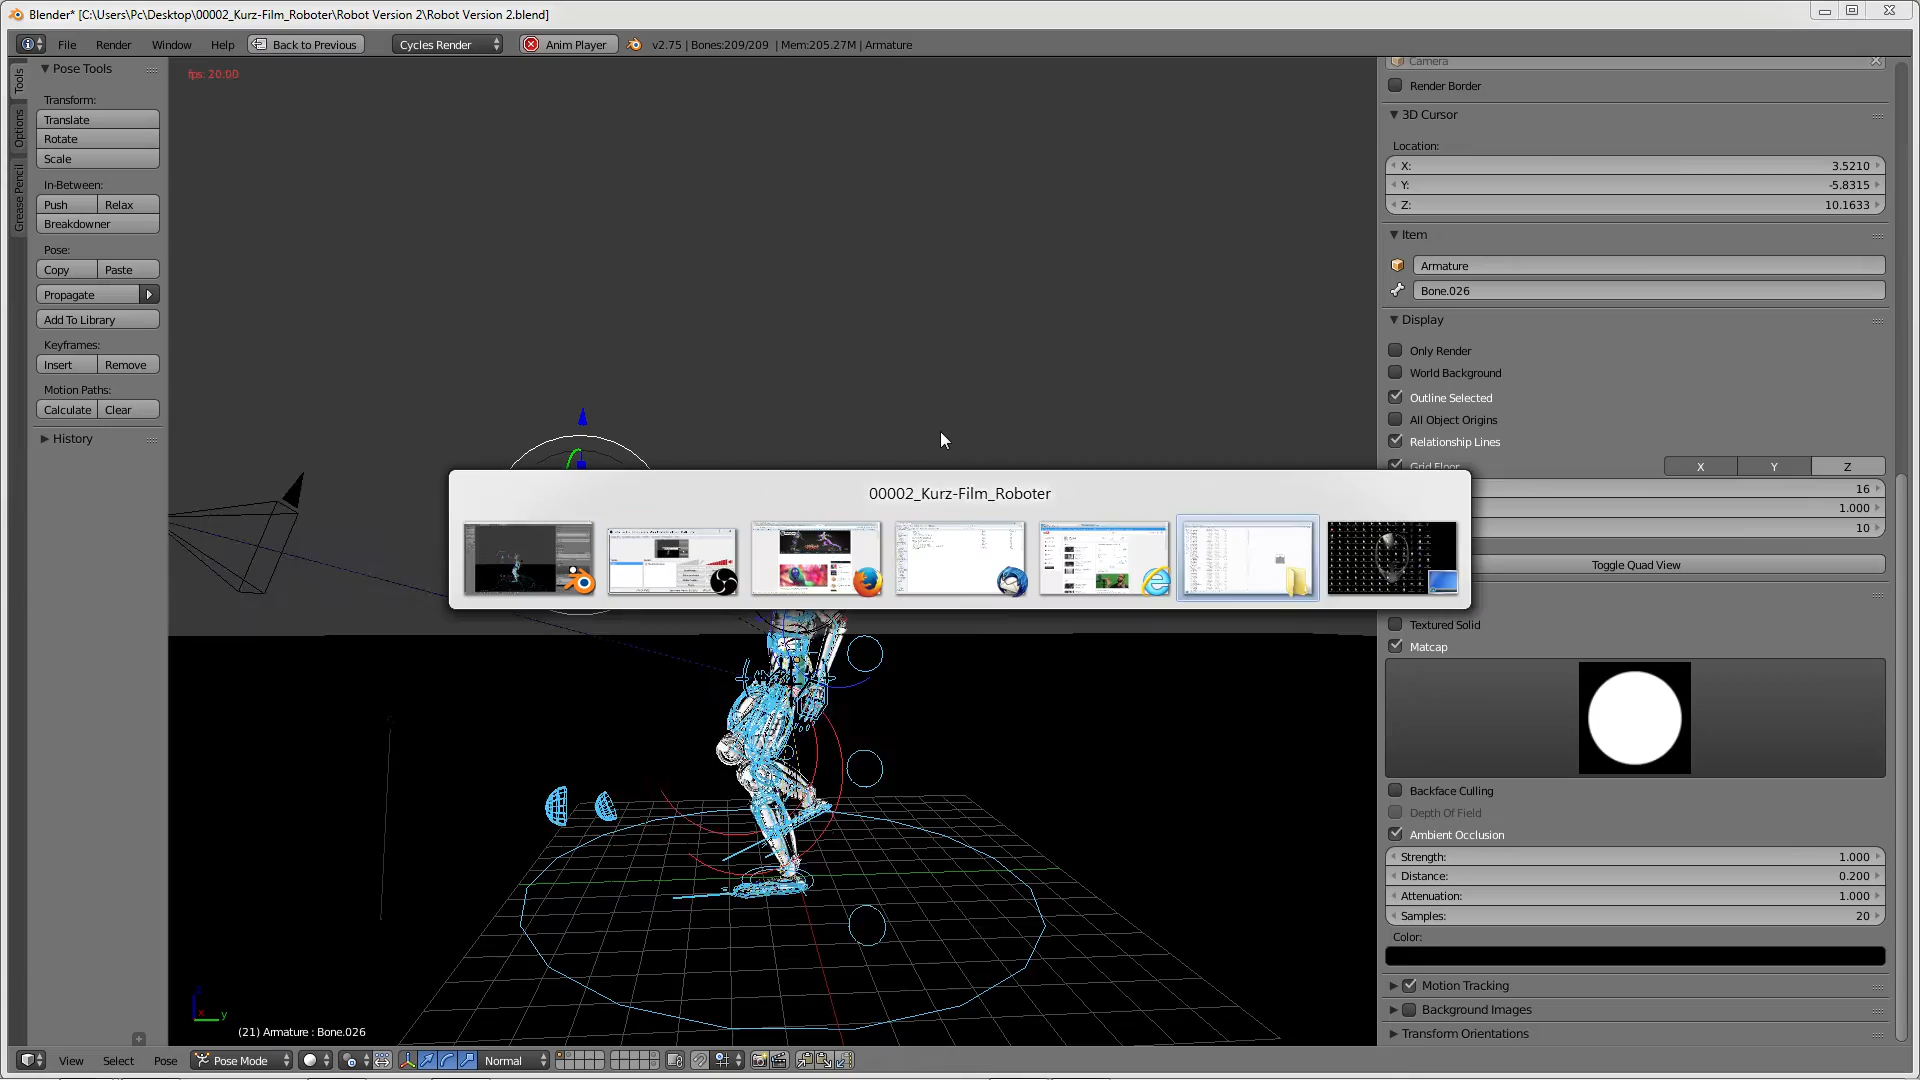 Blender* [C:\Users\Pc\Desktop\00002_Kurz-Film_Roboter\Robot Version 2\Robot Version 2.blend]
File Render Window Help Back to Previous Cycles Render Anim Player v2.75 | Bones:209/209 | Mem:205.27M | Armature
Tools
Options
Grease Pencil
Pose Tools
Transform:
Translate
Rotate
Scale
In-Between:
Push Relax
Breakdowner
Pose:
Copy Paste
Propagate
Add To Library
Keyframes:
Insert Remove
Motion Paths:
Calculate Clear
History
fps: 20.00
00002_Kurz-Film_Roboter
x y
(21) Armature : Bone.026
Camera
Render Border
3D Cursor
Location:
X: 3.5210
Y: -5.8315
Z: 10.1633
Item
Armature
Bone.026
Display
Only Render
World Background
Outline Selected
All Object Origins
Relationship Lines
Grid Floor X Y Z
16
1.000
10
Toggle Quad View
Textured Solid
Matcap
Backface Culling
Depth Of Field
Ambient Occlusion
Strength: 1.000
Distance: 0.200
Attenuation: 1.000
Samples: 20
Color:
Motion Tracking
Background Images
Transform Orientations
View Select Pose Pose Mode Normal